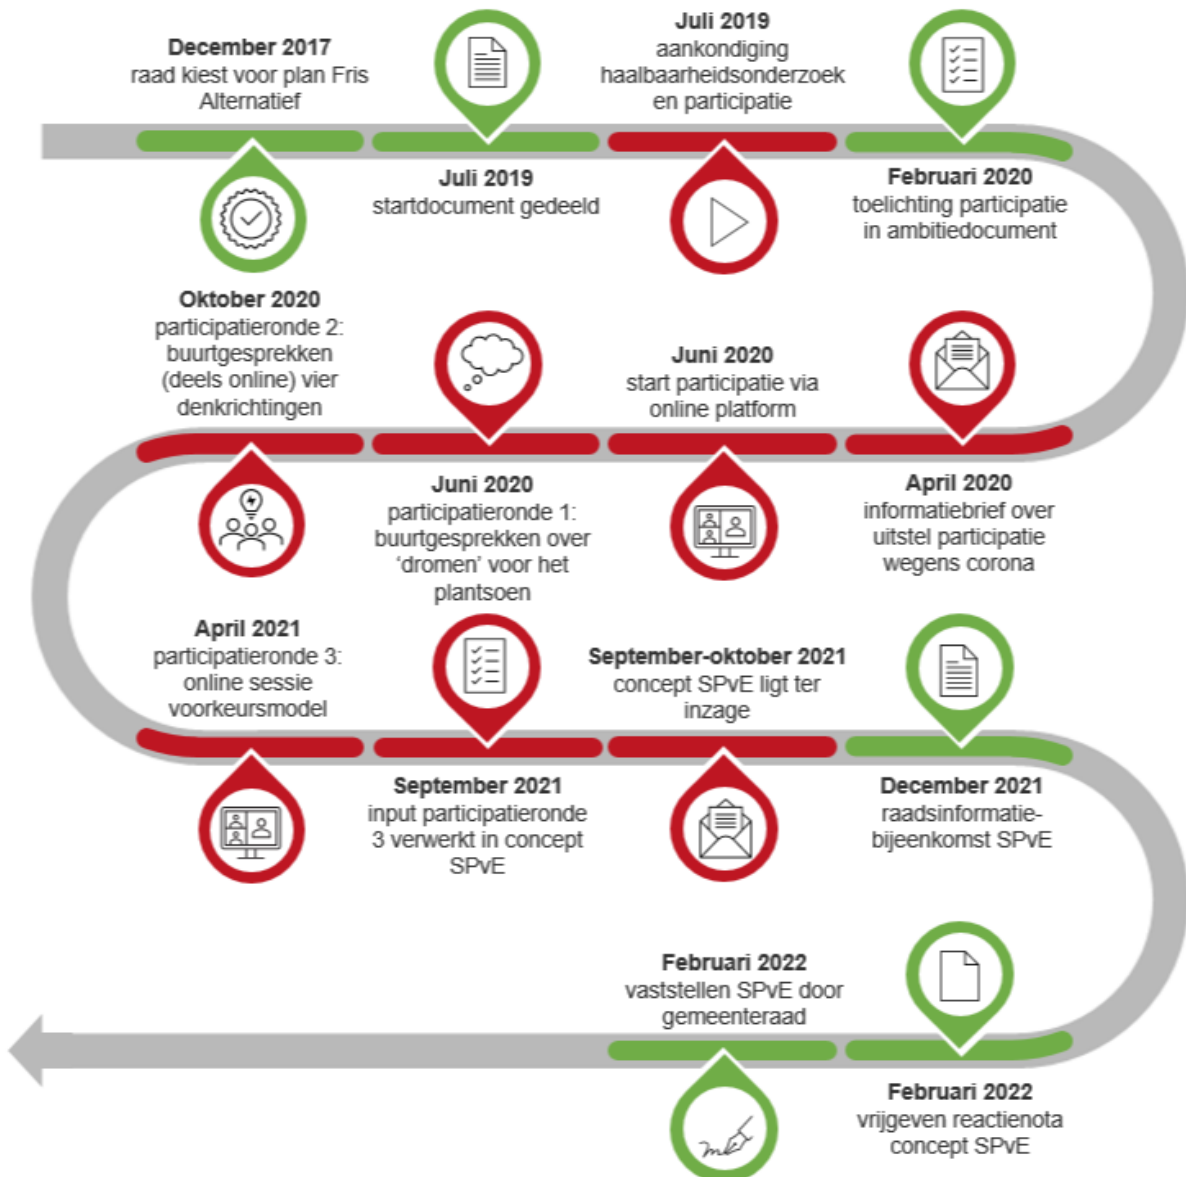 December 2017
raad kiest voor plan Fris
Alternatief
Juli 2019
startdocument gedeeld
Juli 2019
aankondiging
haalbaarheidsonderzoek
en participatie
Februari 2020
toelichting participatie
in ambitiedocument
April 2020
informatiebrief over
uitstel participatie
wegens corona
Juni 2020
start participatie via
online platform
Juni 2020
participatieronde 1:
buurtgesprekken over
‘dromen’ voor het
plantsoen
Oktober 2020
participatieronde 2:
buurtgesprekken
(deels online) vier
denkrichtingen
April 2021
participatieronde 3:
online sessie
voorkeursmodel
September 2021
input participatieronde
3 verwerkt in concept
SPvE
September-oktober 2021
concept SPvE ligt ter
inzage
December 2021
raadsinformatie-
bijeenkomst SPvE
Februari 2022
vrijgeven reactienota
concept SPvE
Februari 2022
vaststellen SPvE door
gemeenteraad